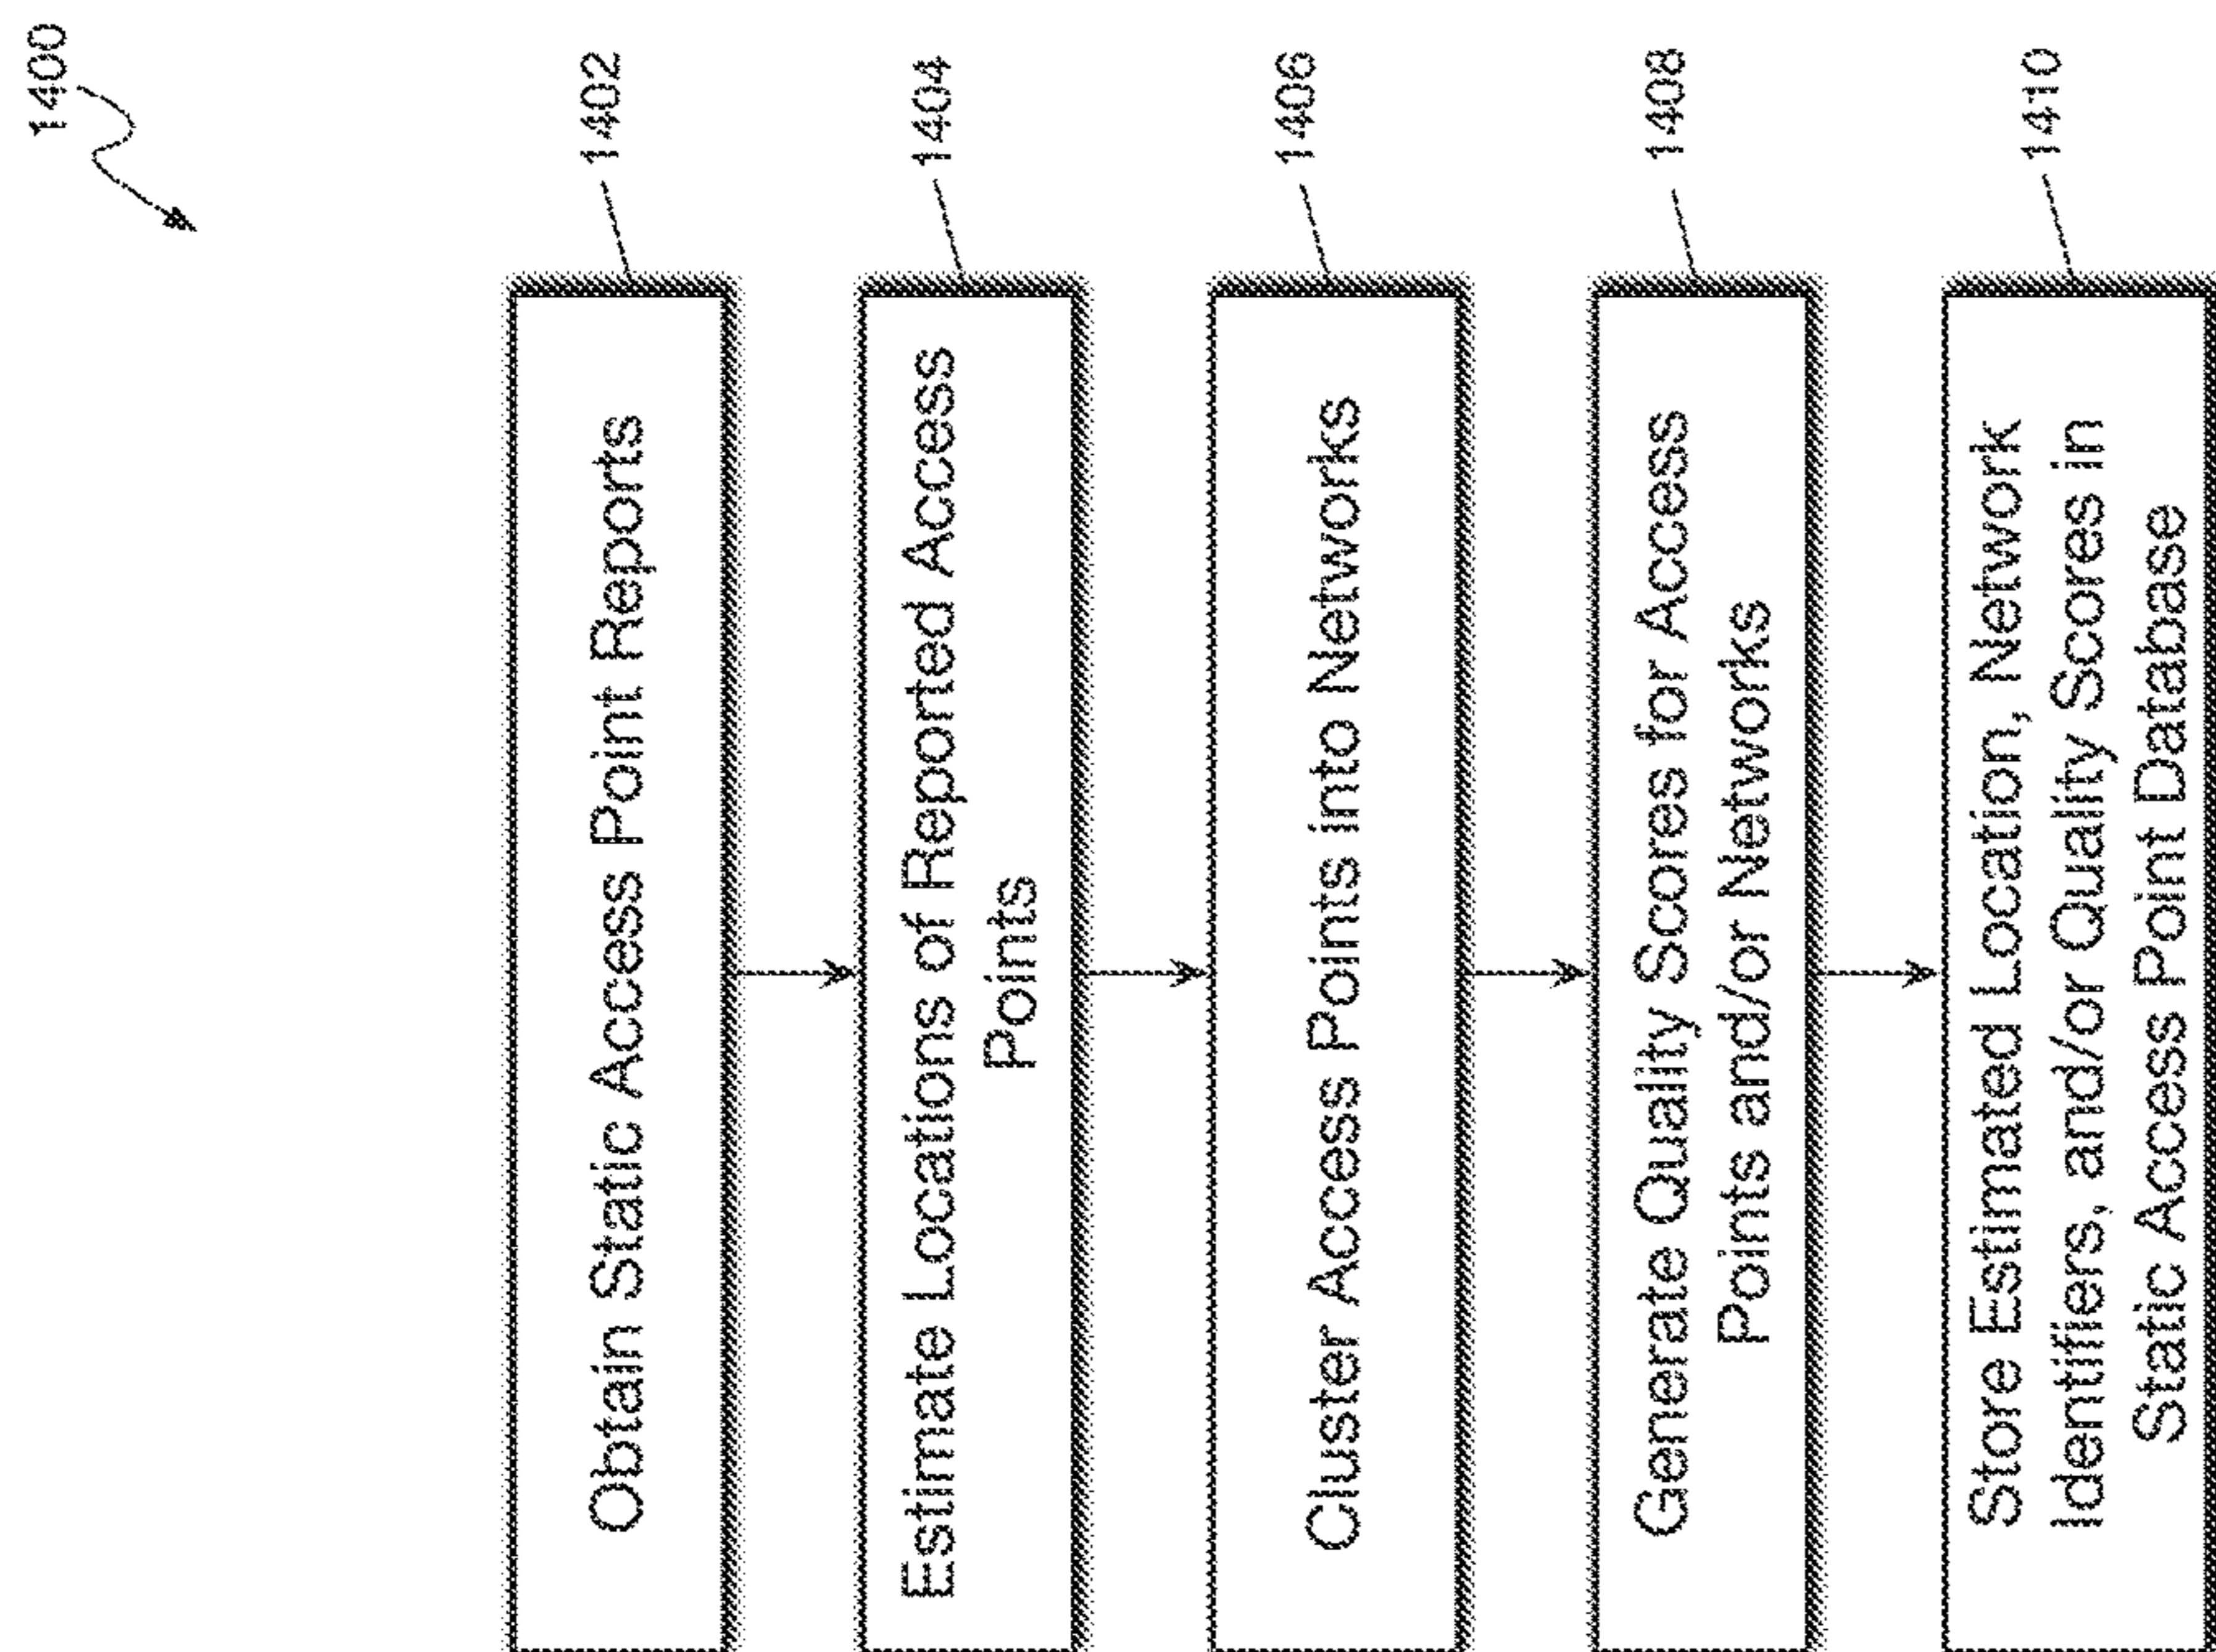 1400
Obtain Static Access Point Reports
1402
Estimate Locations of Reported Access
Points
1404
Cluster Access Points into Networks
1406
Generate Quality Scores for Access
Points and/or Networks
1408
Store Estimated Location, Network
Identifiers, and/or Quality Scores in
Static Access Point Database
1410